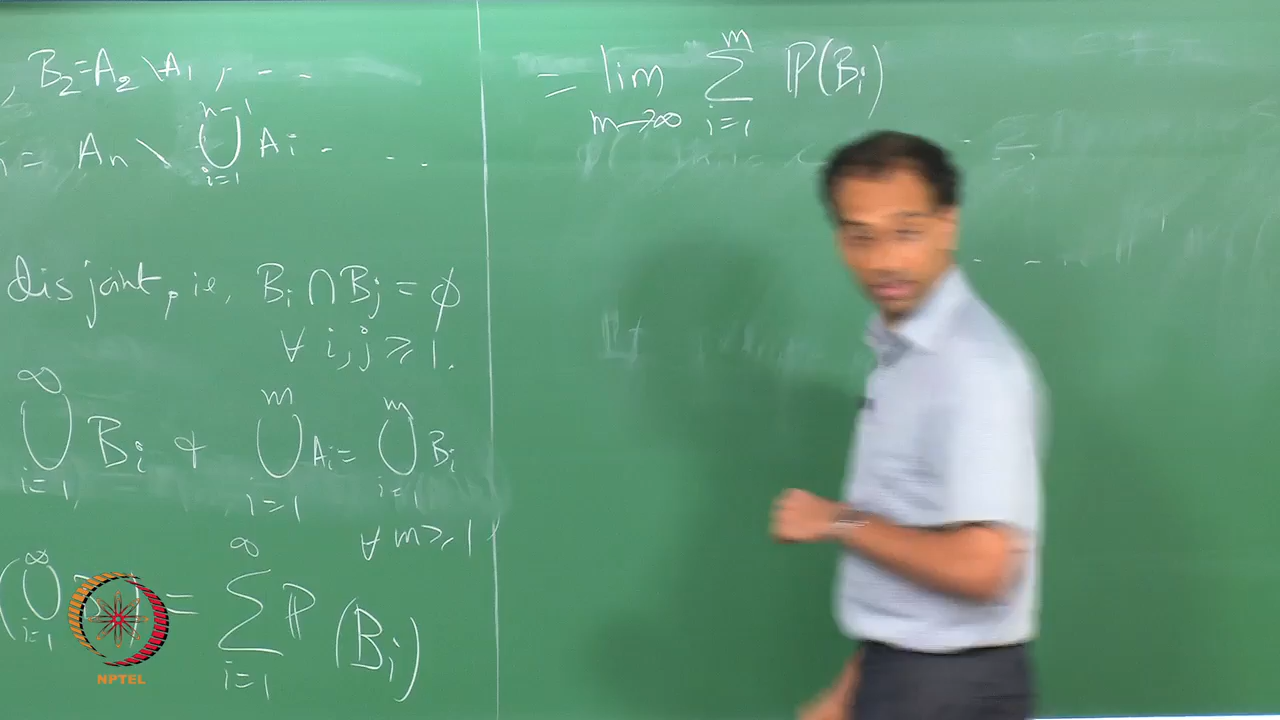 , B₂=A₂ \ A₁ , - ...
= Aₙ \ ⋃_{i=1}^{n-1} Aᵢ . . ..
disjoint, ie, Bᵢ ∩ Bⱼ = φ
∀ i, j ≥ 1.
⋃_{i=1}^{∞} Bᵢ & ⋃_{i=1}^{m} Aᵢ = ⋃_{i=1}^{m} Bᵢ
∀ m ≥ 1
(⋃_{i=1}^{∞} B ) = ∑_{i=1}^{∞} ℙ (Bᵢ)
NPTEL
= lim_{m→∞} ∑_{i=1}^{m} ℙ(Bᵢ)